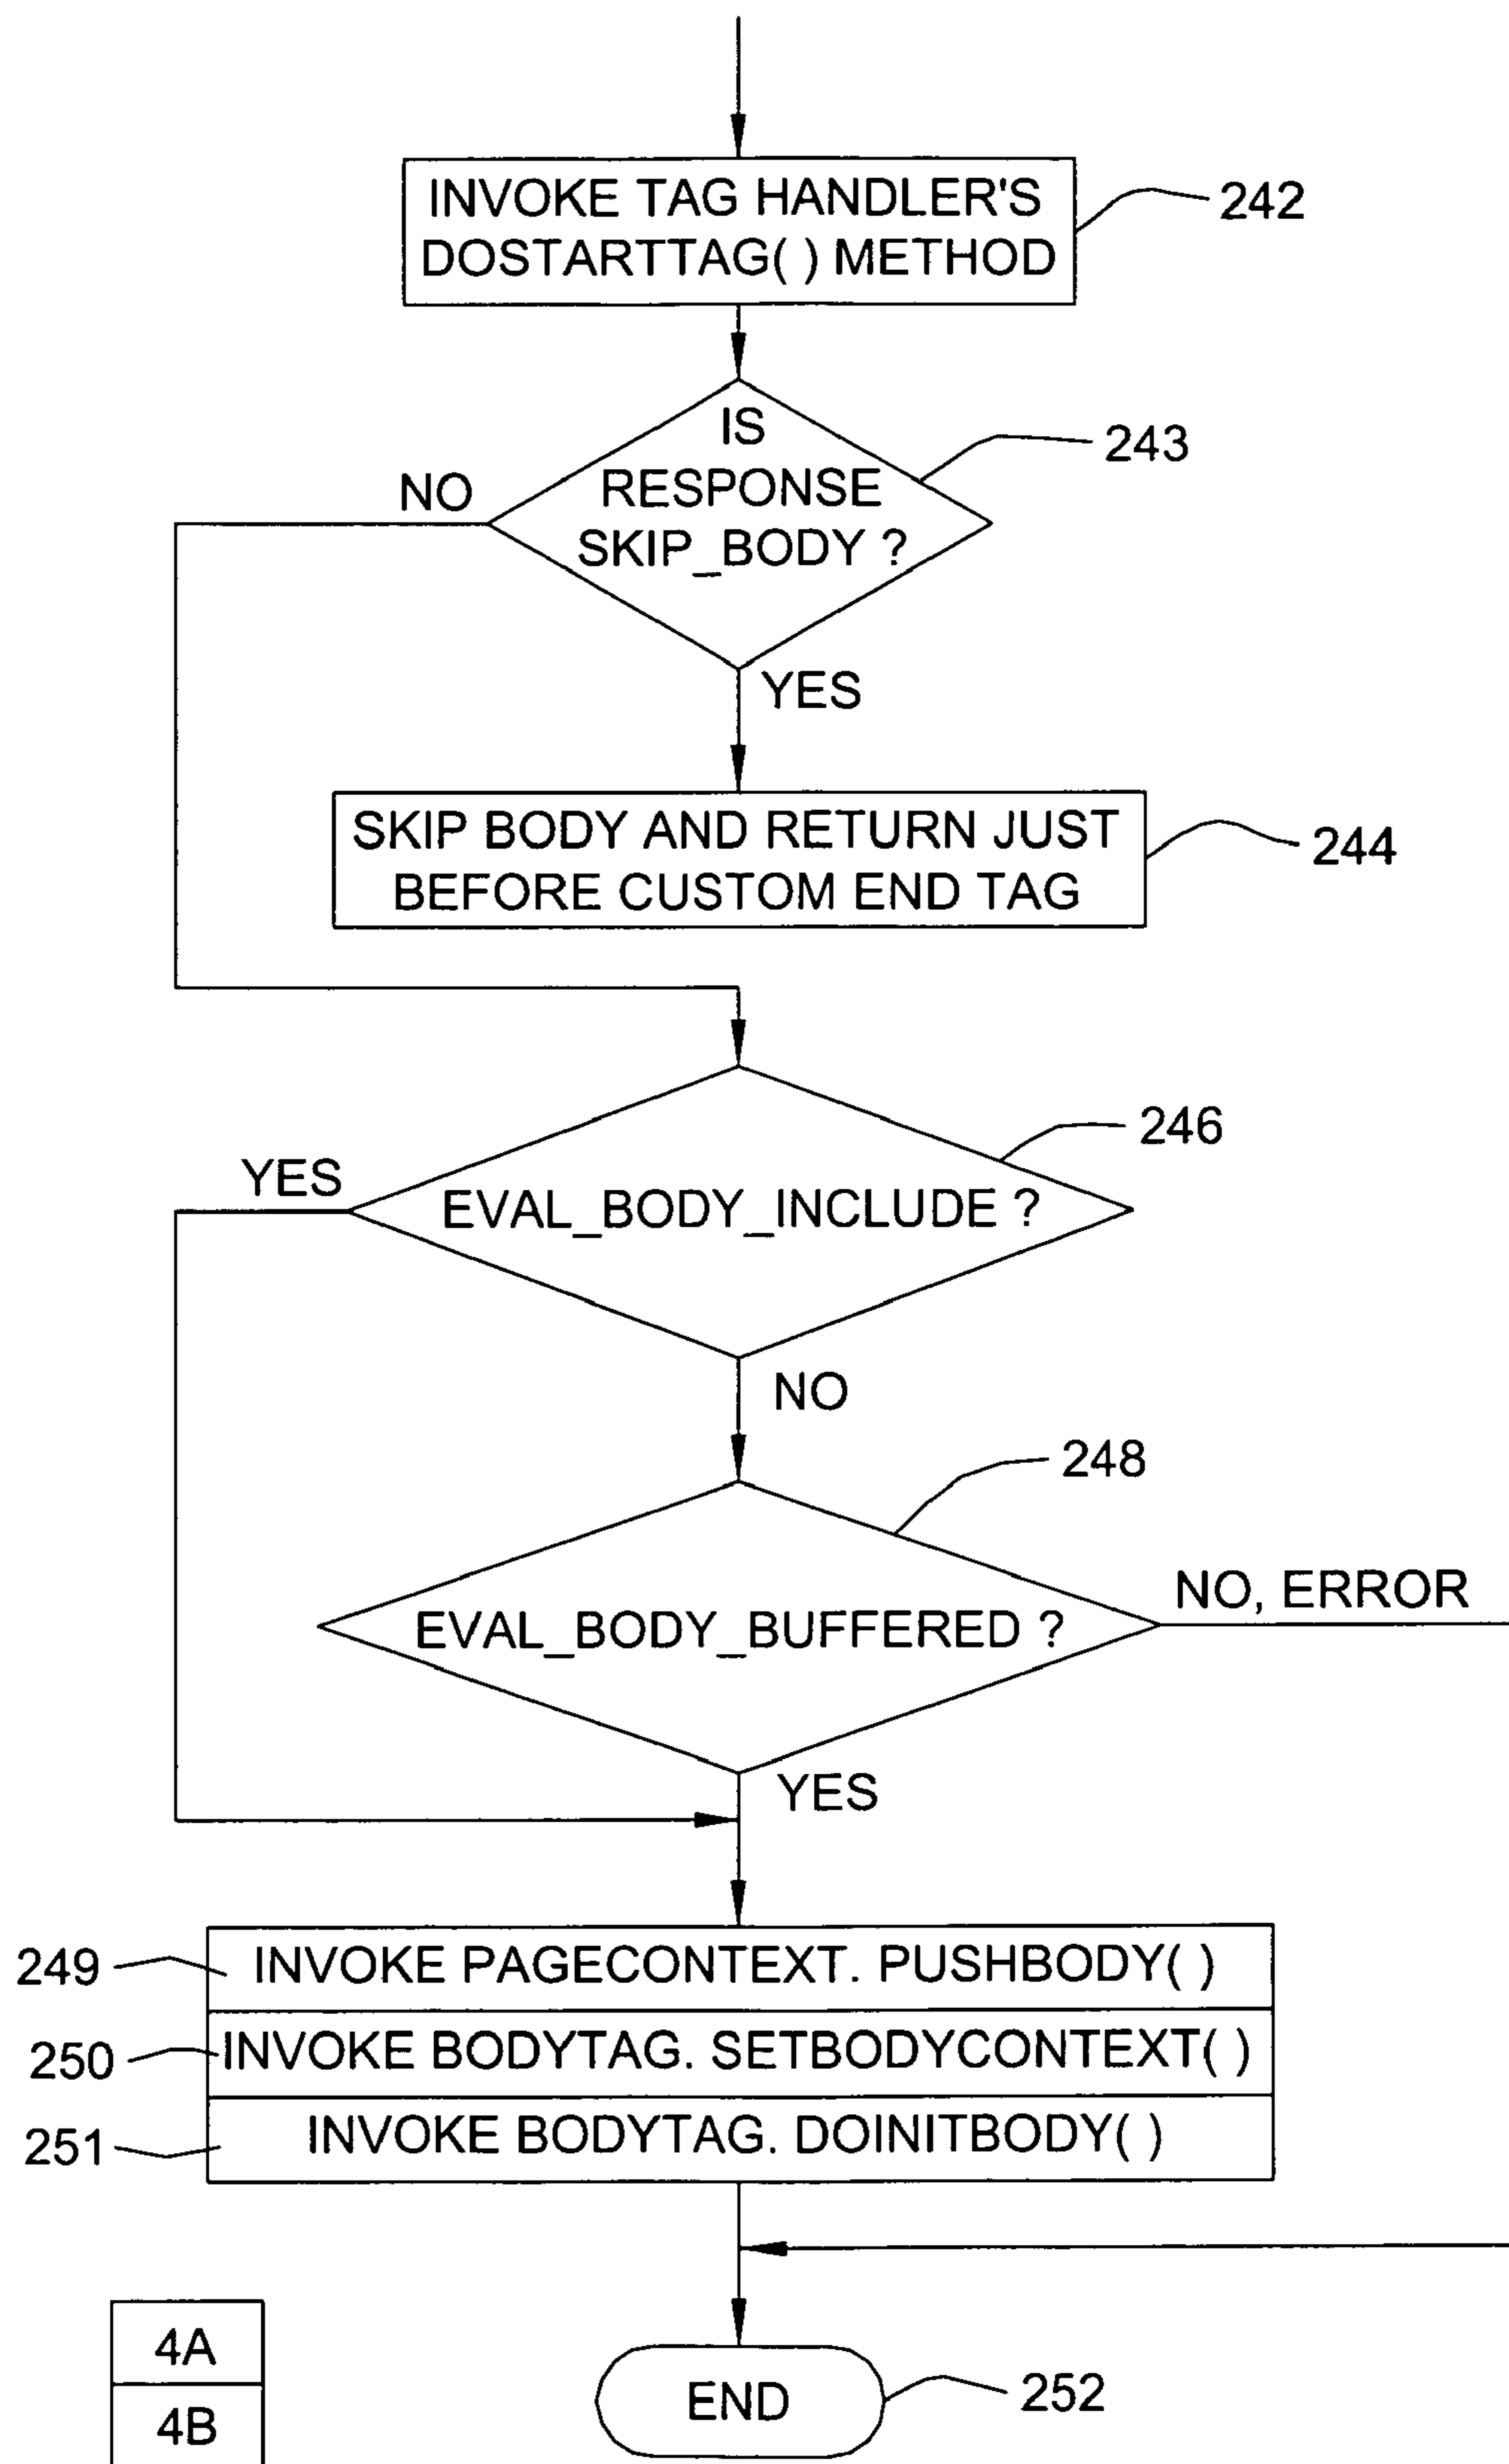 INVOKE TAG HANDLER'S
DOSTARTTAG( ) METHOD
242
IS
RESPONSE
SKIP_BODY ?
243
NO
YES
SKIP BODY AND RETURN JUST
BEFORE CUSTOM END TAG
244
246
YES
EVAL_BODY_INCLUDE ?
NO
248
EVAL_BODY_BUFFERED ?
NO, ERROR
YES
249
INVOKE PAGECONTEXT. PUSHBODY( )
250
INVOKE BODYTAG. SETBODYCONTEXT( )
251
INVOKE BODYTAG. DOINITBODY( )
4A
4B
END
252